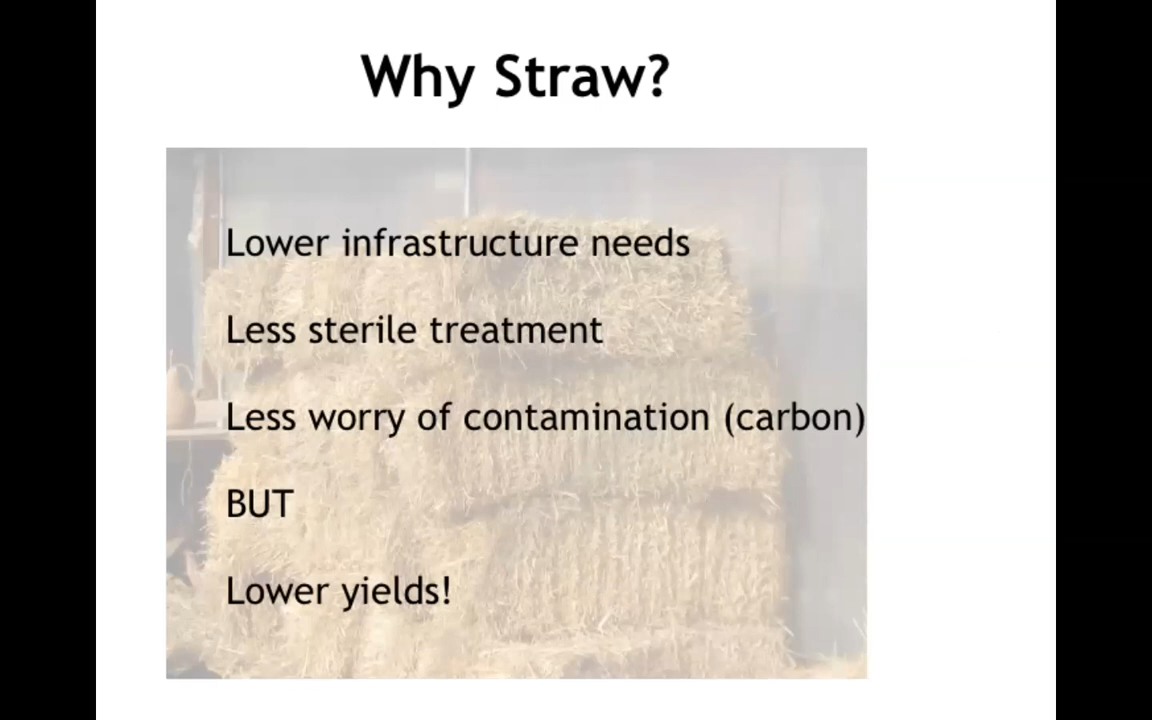 Why Straw?
Lower infrastructure needs
Less sterile treatment
Less worry of contamination (carbon)
BUT
Lower yields!